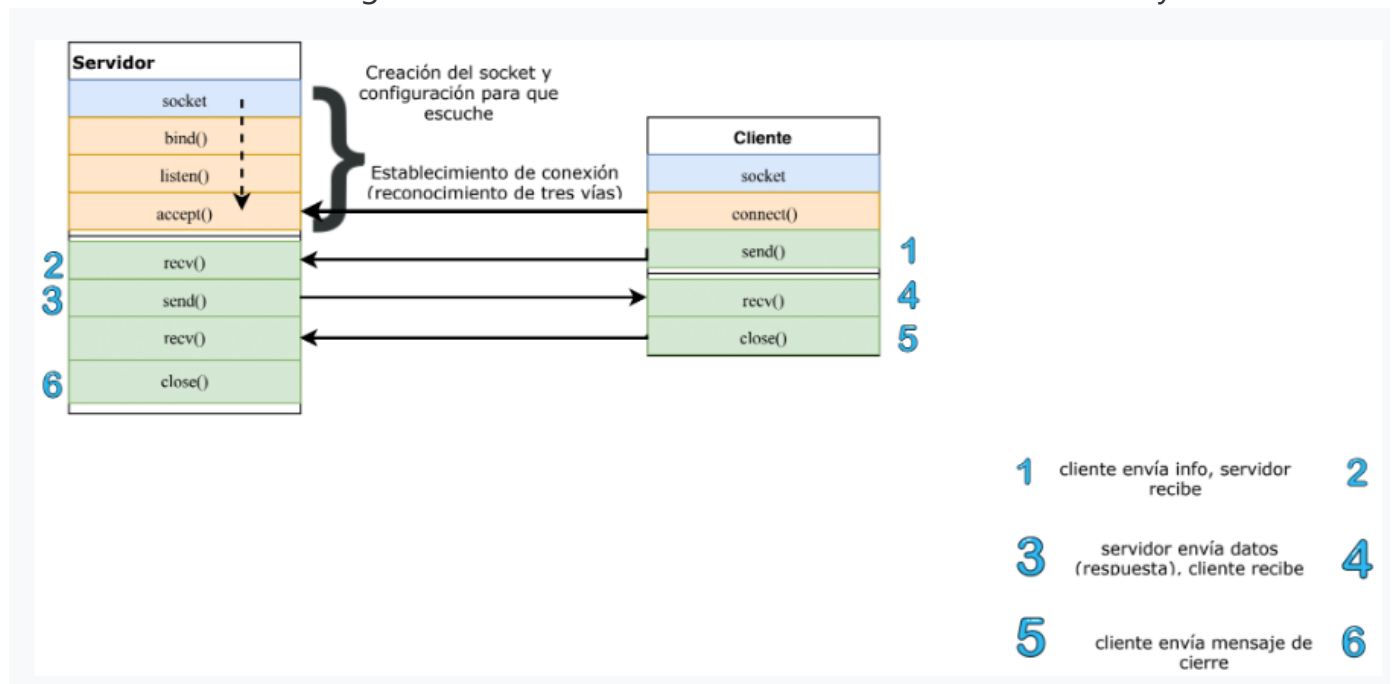 Servidor
socket
bind()
listen()
accept()
recv()
send()
recv()
close()
2
3
6
Creación del socket y
configuración para que
escuche
Establecimiento de conexión
(reconocimiento de tres vías)
Cliente
socket
connect()
send()
recv()
close()
1
4
5
1
cliente envía info, servidor
recibe
2
3
servidor envía datos
(respuesta), cliente recibe
4
5
cliente envía mensaje de
cierre
6